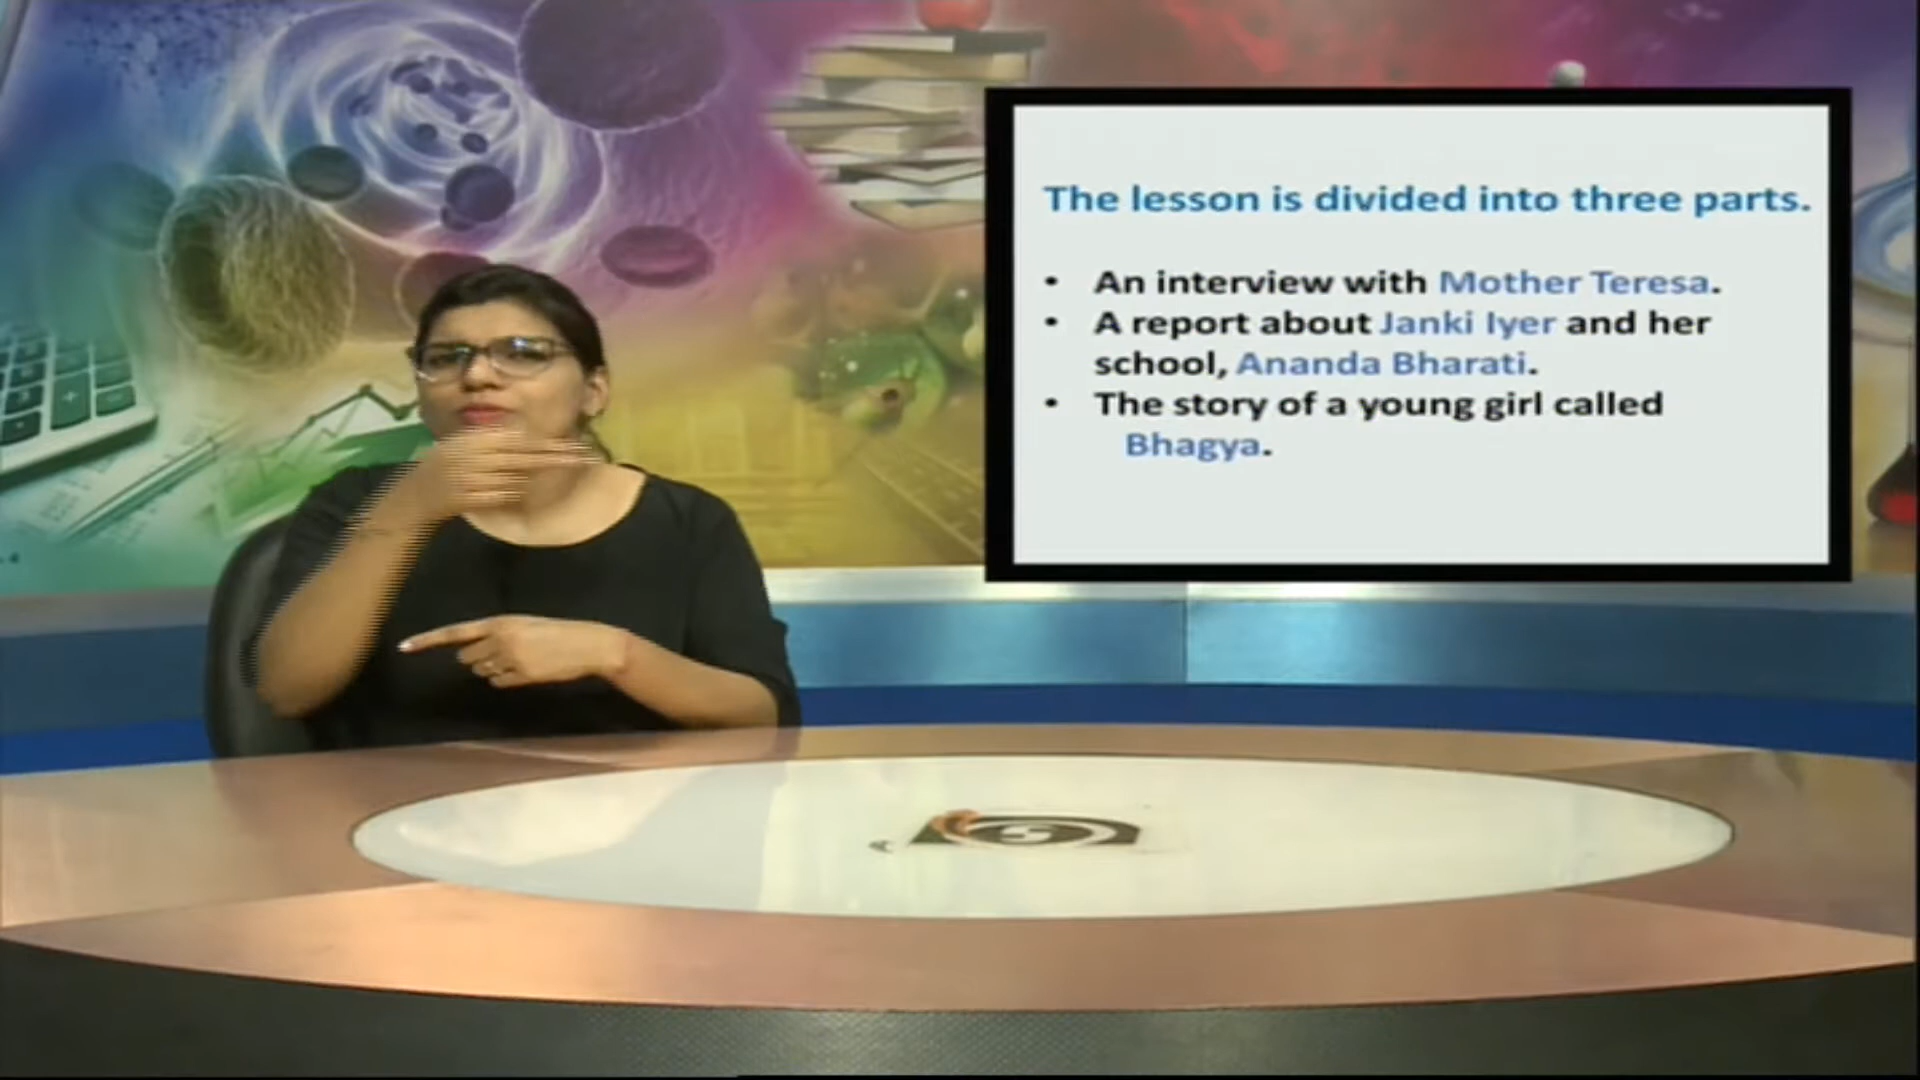 The lesson is divided into three parts.
• An interview with Mother Teresa.
• A report about Janki Iyer and her
school, Ananda Bharati.
• The story of a young girl called
Bhagya.